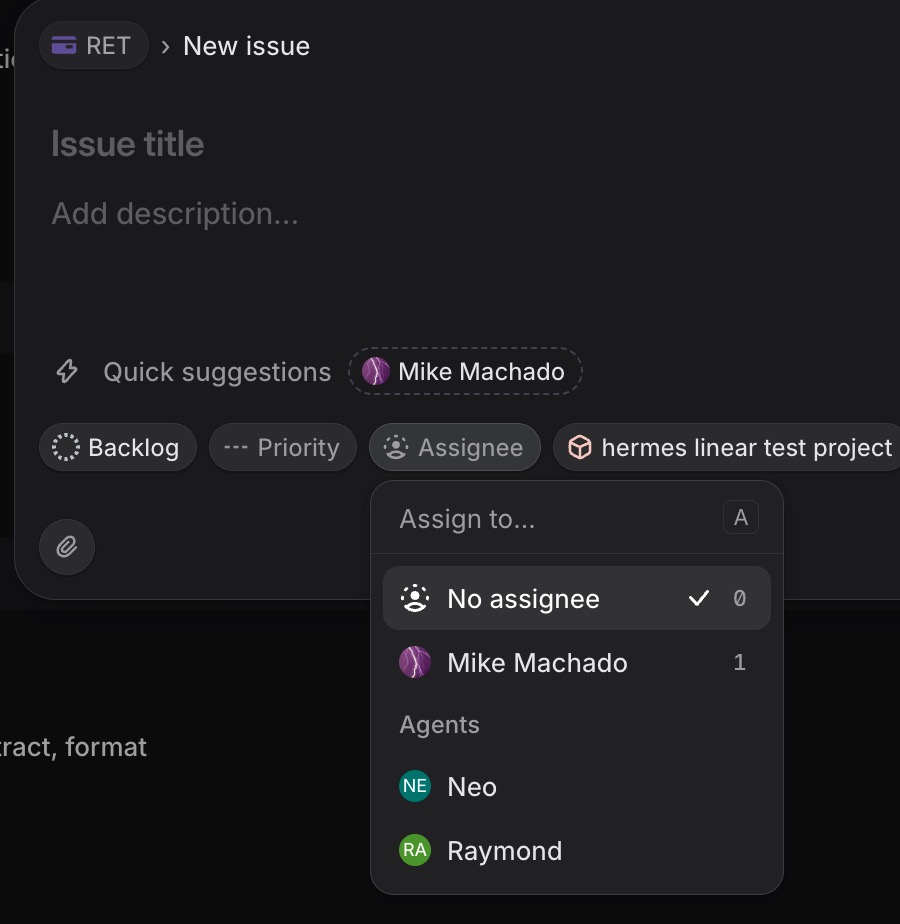 RET › New issue
Issue title
Add description...
Quick suggestions Mike Machado
Backlog --- Priority Assignee hermes linear test project
Assign to... A
No assignee 0
Mike Machado 1
Agents
ract, format
NE Neo
RA Raymond